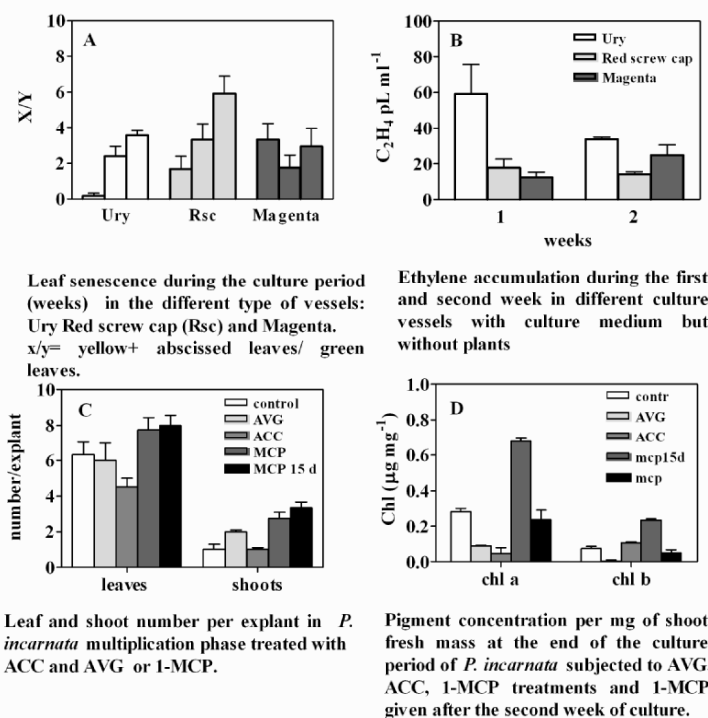 A
10
8
6
4
2
0
X/Y
Ury Rsc Magenta
Leaf senescence during the culture period
(weeks) in the different type of vessels:
Ury Red screw cap (Rsc) and Magenta.
x/y= yellow+ abscissed leaves/ green
leaves.
B
Ury
Red screw cap
Magenta
100
80
60
40
20
0
C₂H₄ pL ml⁻¹
1 2
weeks
Ethylene accumulation during the first
and second week in different culture
vessels with culture medium but
without plants
C
control
AVG
ACC
MCP
MCP 15 d
10
8
6
4
2
0
number/explant
leaves shoots
Leaf and shoot number per explant in P.
incarnata multiplication phase treated with
ACC and AVG or 1-MCP.
D
contr
AVG
ACC
mcp15d
mcp
1.0
0.8
0.6
0.4
0.2
0.0
Chl (µg mg⁻¹)
chl a chl b
Pigment concentration per mg of shoot
fresh mass at the end of the culture
period of P. incarnata subjected to AVG
ACC, 1-MCP treatments and 1-MCP
given after the second week of culture.